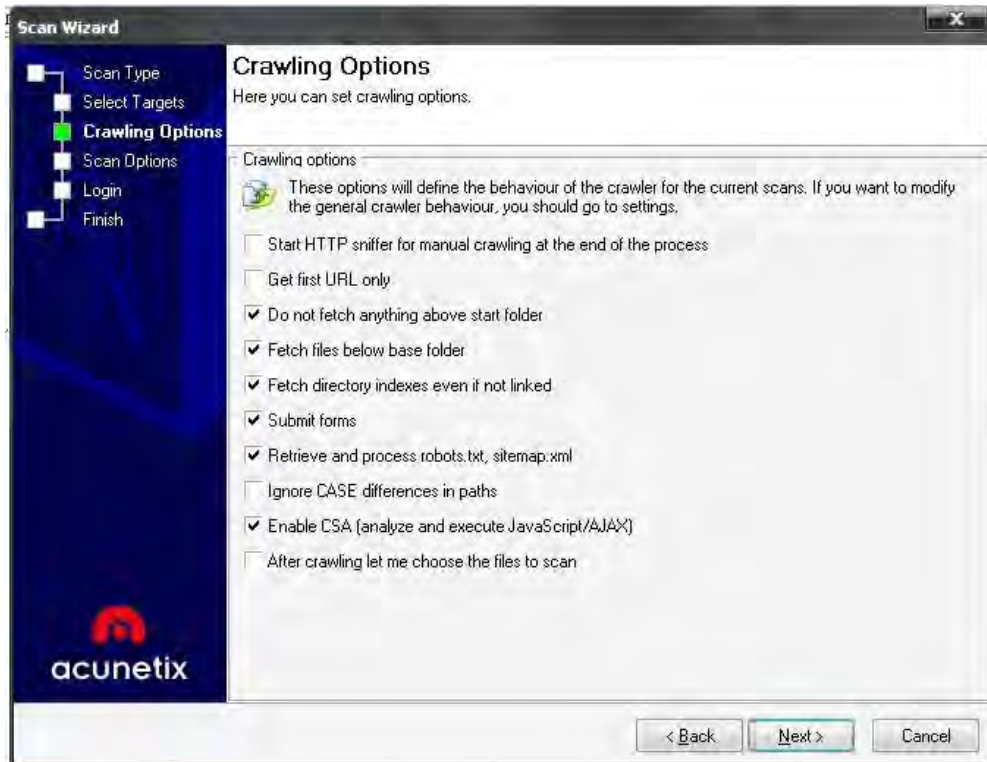 Scan Wizard
Scan Type
Select Targets
Crawling Options
Scan Options
Login
Finish
acunetix
Crawling Options
Here you can set crawling options.
Crawling options
These options will define the behaviour of the crawler for the current scans. If you want to modify
the general crawler behaviour, you should go to settings.
Start HTTP sniffer for manual crawling at the end of the process
Get first URL only
Do not fetch anything above start folder
Fetch files below base folder
Fetch directory indexes even if not linked
Submit forms
Retrieve and process robots.txt, sitemap.xml
Ignore CASE differences in paths
Enable CSA (analyze and execute JavaScript/AJAX)
After crawling let me choose the files to scan
< Back
Next >
Cancel